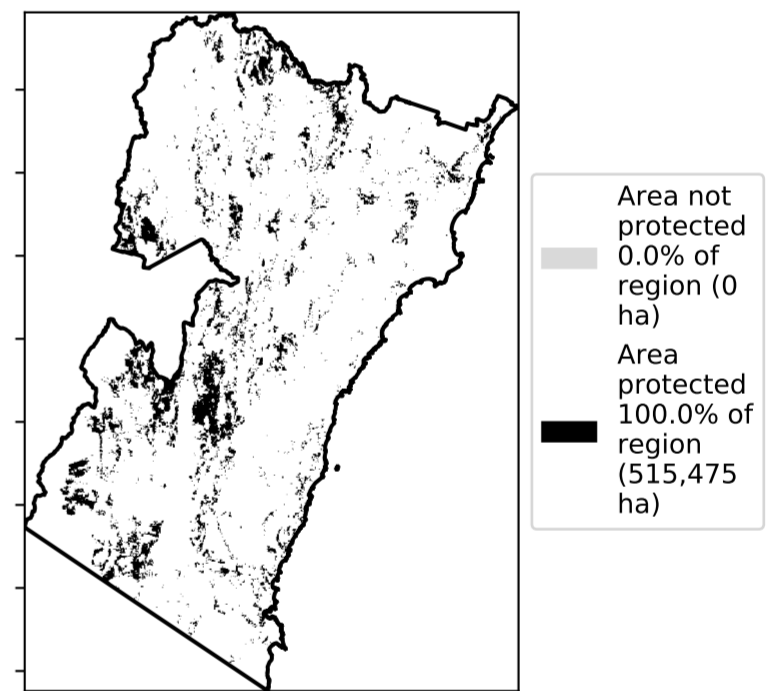 Area not
protected
0.0% of
region (0
ha)
Area
protected
100.0% of
region
(515,475
ha)